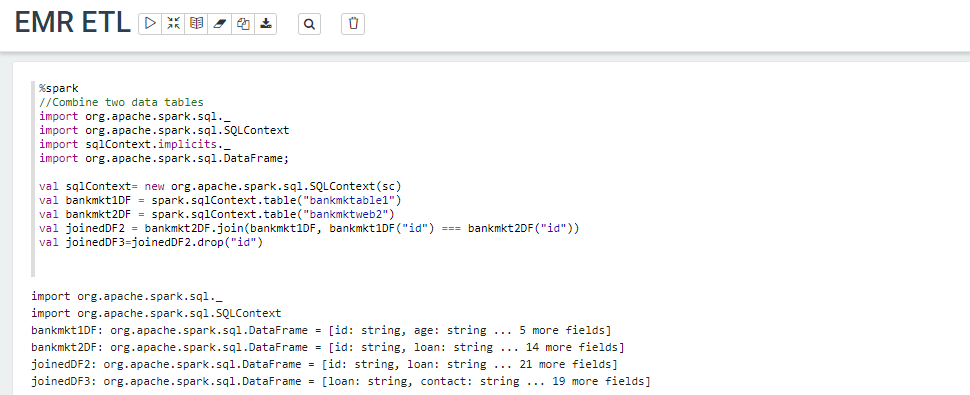 EMR ETL
%spark
//Combine two data tables
import org.apache.spark.sql._
import org.apache.spark.sql.SQLContext
import sqlContext.implicits._
import org.apache.spark.sql.DataFrame;
val sqlContext= new org.apache.spark.sql.SQLContext(sc)
val bankmkt1DF = spark.sqlContext.table("bankmktable1")
val bankmkt2DF = spark.sqlContext.table("bankmktweb2")
val joinedDF2 = bankmkt2DF.join(bankmkt1DF, bankmkt1DF("id") === bankmkt2DF("id"))
val joinedDF3=joinedDF2.drop("id")
import org.apache.spark.sql._
import org.apache.spark.sql.SQLContext
bankmkt1DF: org.apache.spark.sql.DataFrame = [id: string, age: string ... 5 more fields]
bankmkt2DF: org.apache.spark.sql.DataFrame = [id: string, loan: string ... 14 more fields]
joinedDF2: org.apache.spark.sql.DataFrame = [id: string, loan: string ... 21 more fields]
joinedDF3: org.apache.spark.sql.DataFrame = [loan: string, contact: string ... 19 more fields]